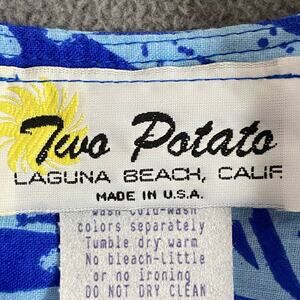 Two Potato
LAGUNA BEACH, CALIF.
MADE IN U.S.A.
wash cold-wash
colors separately
Tumble dry warm
No bleach-little
or no ironing
DO NOT DRY CLEAN